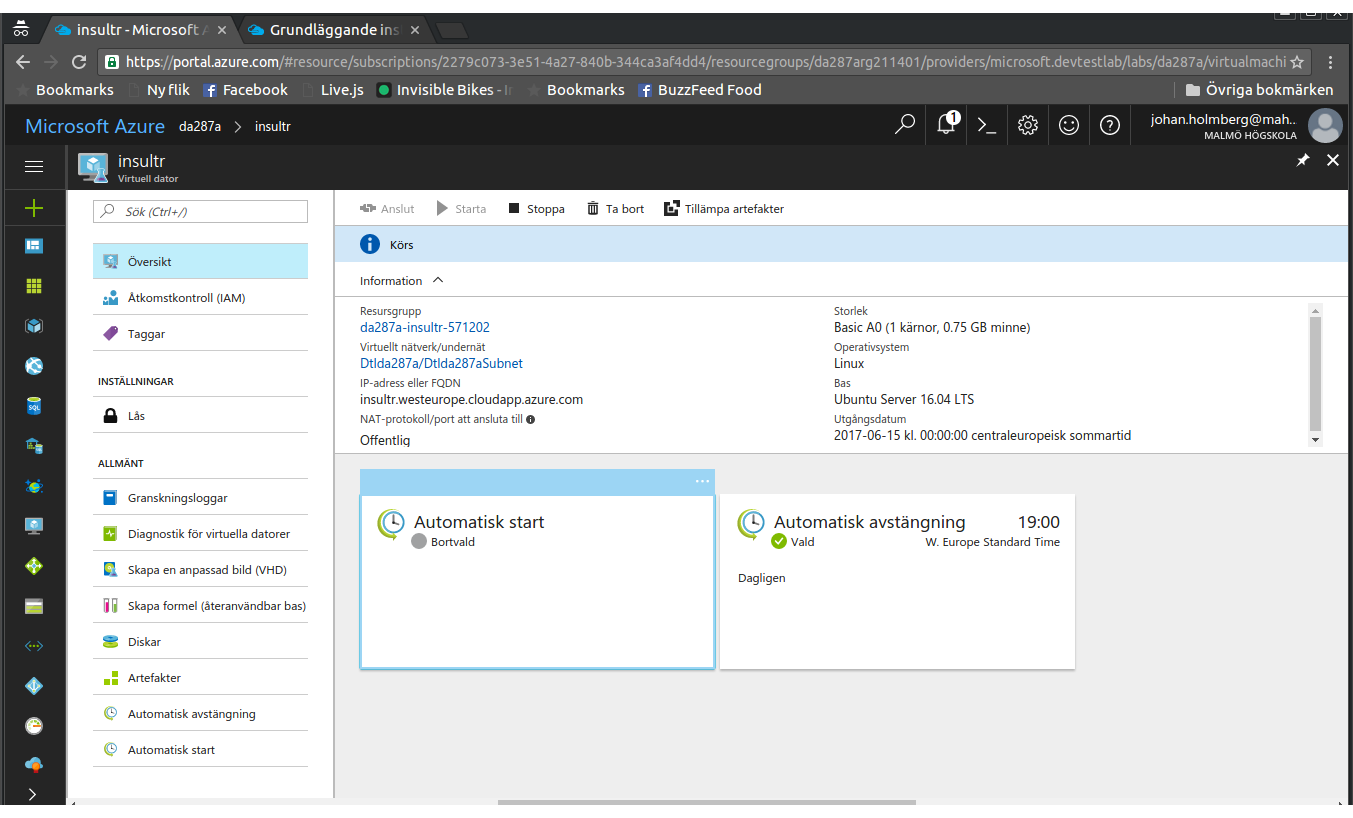 insultr - Microsoft A
Grundläggande ins
https://portal.azure.com/#resource/subscriptions/2279c073-3e51-4a27-840b-344ca3af4dd4/resourcegroups/da287arg211401/providers/microsoft.devtestlab/labs/da287a/virtualmachi
Bookmarks Ny flik Facebook Live.js Invisible Bikes - Bookmarks BuzzFeed Food Övriga bokmärken
Microsoft Azure da287a > insultr
1
johan.holmberg@mah..
MALMÖ HÖGSKOLA
insultr
Virtuell dator
Sök (Ctrl+/)
Översikt
Åtkomstkontroll (IAM)
Taggar
INSTÄLLNINGAR
Lås
ALLMÄNT
Granskningsloggar
Diagnostik för virtuella datorer
Skapa en anpassad bild (VHD)
Skapa formel (återanvändbar bas)
Diskar
Artefakter
Automatisk avstängning
Automatisk start
SQL
Anslut Starta Stoppa Ta bort Tillämpa artefakter
Körs
Information
Resursgrupp
da287a-insultr-571202
Virtuellt nätverk/undernät
Dtlda287a/Dtlda287aSubnet
IP-adress eller FQDN
insultr.westeurope.cloudapp.azure.com
NAT-protokoll/port att ansluta till
Offentlig
Storlek
Basic A0 (1 kärnor, 0.75 GB minne)
Operativsystem
Linux
Bas
Ubuntu Server 16.04 LTS
Utgångsdatum
2017-06-15 kl. 00:00:00 centraleuropeisk sommartid
Automatisk start
Bortvald
Automatisk avstängning 19:00
Vald W. Europe Standard Time
Dagligen